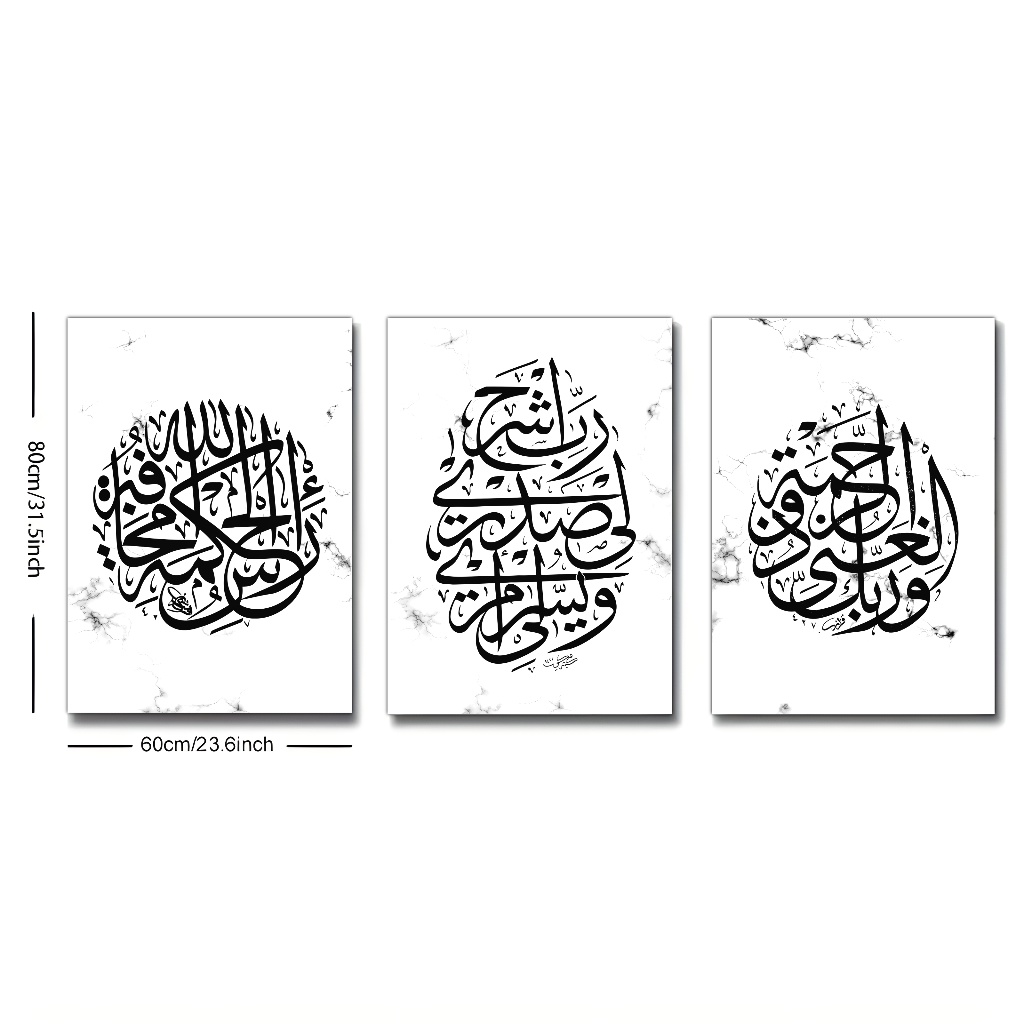 رأس الحكمة مخافة الله
رب اشرح
لي صدري
ويسر لي أمري
وربك الغني ذو الرحمة
80cm/31.5inch
60cm/23.6inch